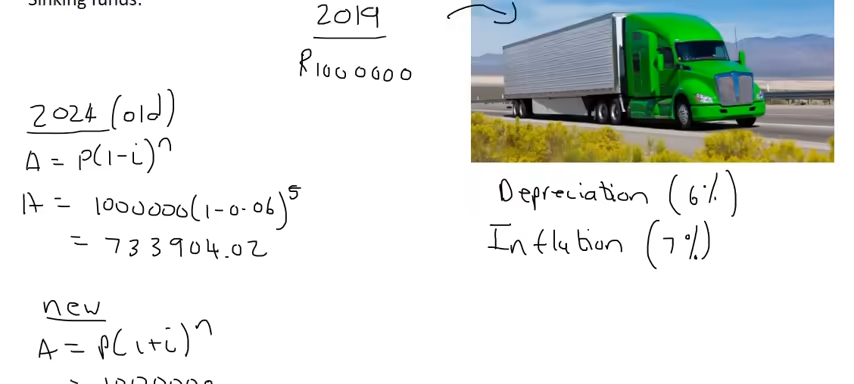 Sinking funds:
2019
R1000000
2024 (old)
A = P(1-i)^n
A = 1000000(1-0.06)^5
= 733904.02
Depreciation (6%)
Inflation (7%)
new
A = P(1+i)^n